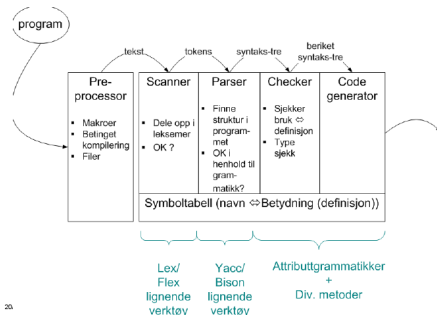 program
tekst
tokens
syntaks-tre
beriket
syntaks-tre
Pre-
processor
▪ Makroer
▪ Betinget
kompilering
▪ Filer
Scanner
▪ Dele opp i
leksemer
▪ OK ?
Parser
▪ Finne
struktur i
program-
met
▪ OK i
henhold til
gram-
matikk?
Checker
▪ Sjekker
bruk ⇔
definisjon
▪ Type
sjekk
Code
generator
Symboltabell (navn ⇔Betydning (definisjon))
Lex/
Flex
lignende
verktøy
Yacc/
Bison
lignende
verktøy
Attributtgrammatikker
+
Div. metoder